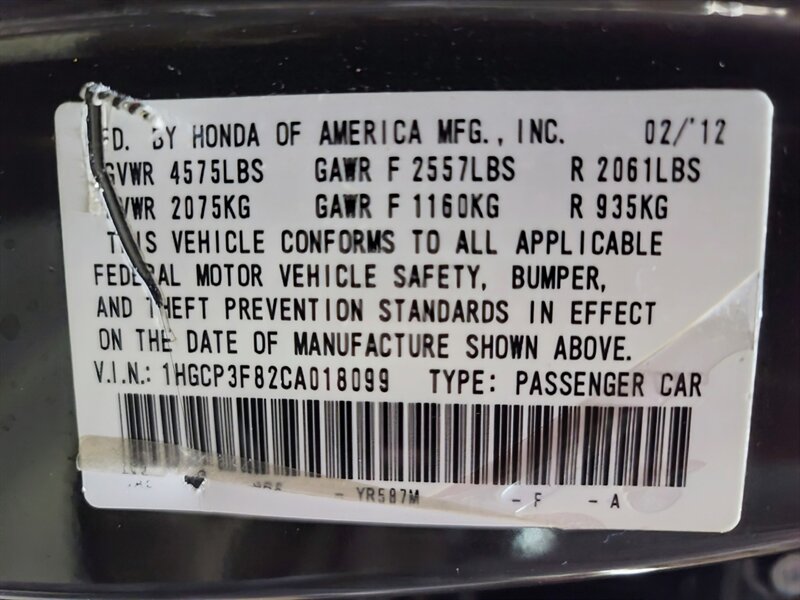 FD. BY HONDA OF AMERICA MFG., INC. 02/'12
GVWR 4575LBS GAWR F 2557LBS R 2061LBS
VWR 2075KG GAWR F 1160KG R 935KG
THIS VEHICLE CONFORMS TO ALL APPLICABLE
FEDERAL MOTOR VEHICLE SAFETY, BUMPER,
AND THEFT PREVENTION STANDARDS IN EFFECT
ON THE DATE OF MANUFACTURE SHOWN ABOVE.
V.I.N.: 1HGCP3F82CA018099 TYPE: PASSENGER CAR
- YR587M - - A